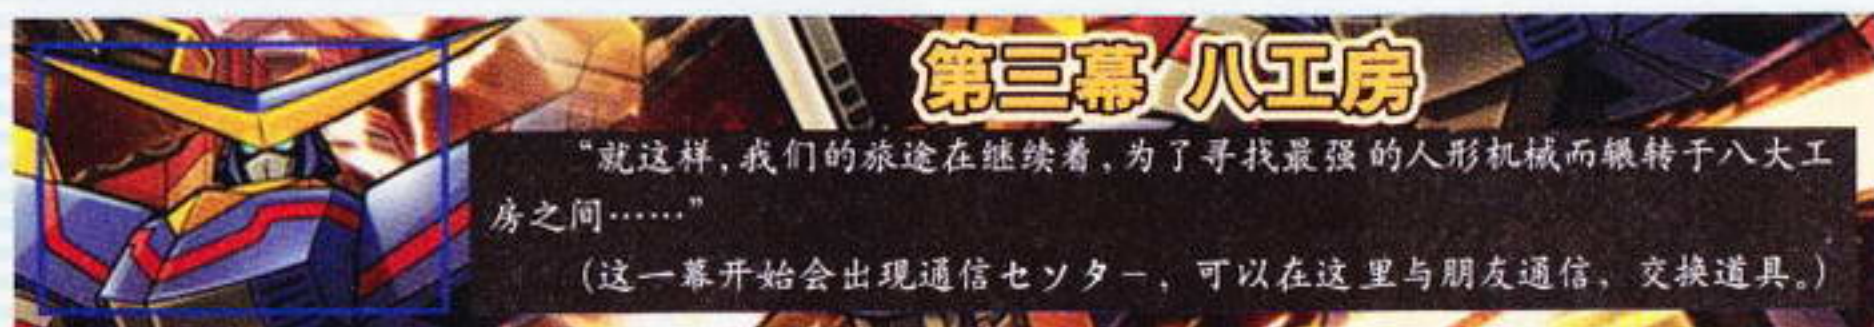 第三幕 八工房
“就这样，我们的旅途在继续着，为了寻找最强的人形机械而辗转于八大工
房之间……”
（这一幕开始会出现通信セソター，可以在这里与朋友通信，交换道具。）